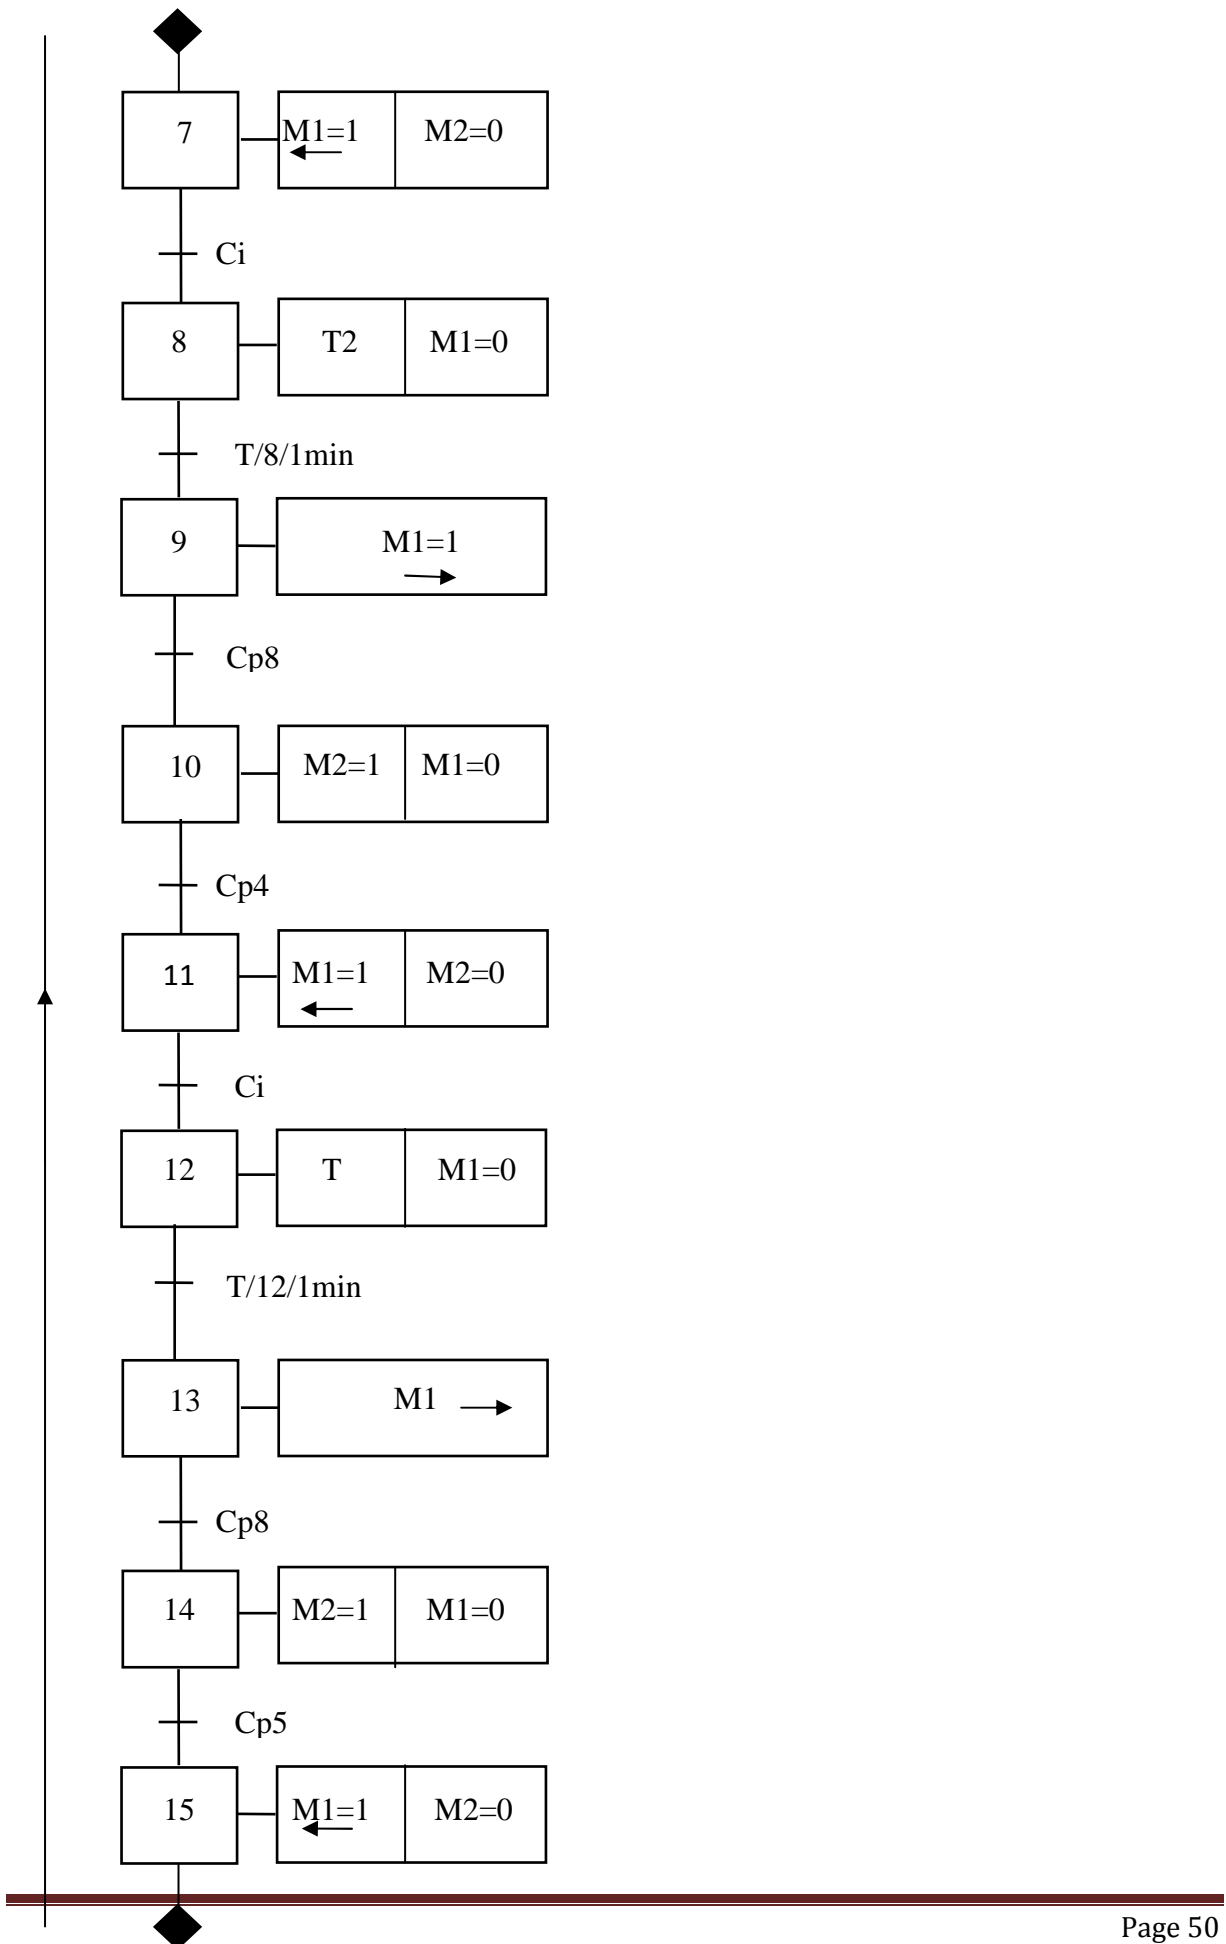 7 M1=1 M2=0
Ci
8 T2 M1=0
T/8/1min
9 M1=1
Cp8
10 M2=1 M1=0
Cp4
11 M1=1 M2=0
Ci
12 T M1=0
T/12/1min
13 M1
Cp8
14 M2=1 M1=0
Cp5
15 M1=1 M2=0
Page 50